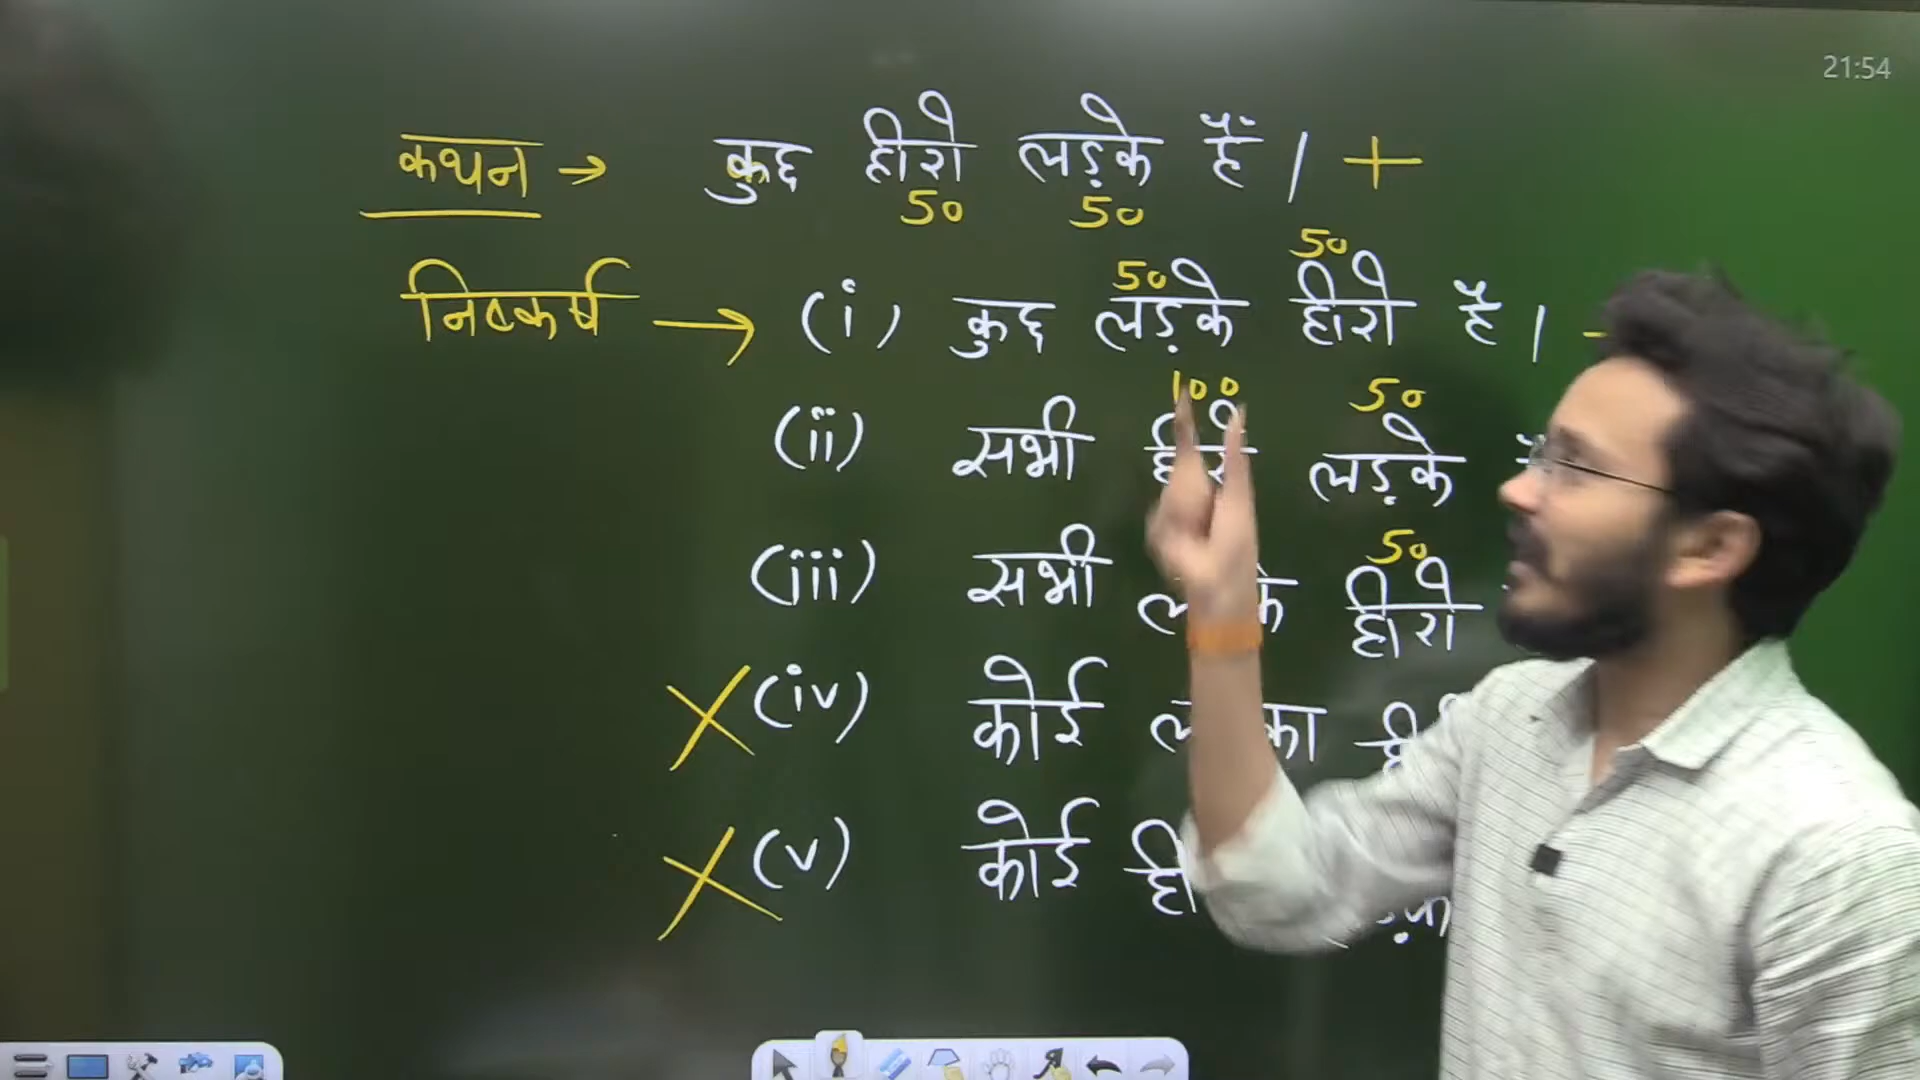 21:54
कथन → कुछ हीरो लड़के हैं। +
50 50
50 50
निष्कर्ष → (i) कुछ लड़के हीरो है।
100 50
(ii) सभी हीरो लड़के
50
(iii) सभी हीरो
(iv) कोई
(v) कोई